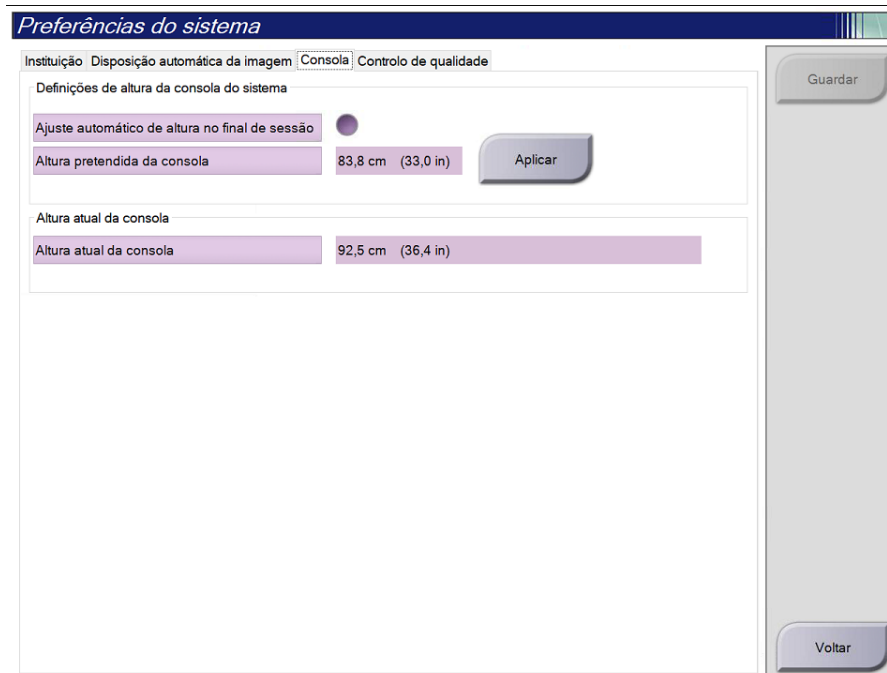 Preferências do sistema
Instituição Disposição automática da imagem Consola Controlo de qualidade
Guardar
Definições de altura da consola do sistema
Ajuste automático de altura no final de sessão
Altura pretendida da consola 83,8 cm (33,0 in) Aplicar
Altura atual da consola
Altura atual da consola 92,5 cm (36,4 in)
Voltar